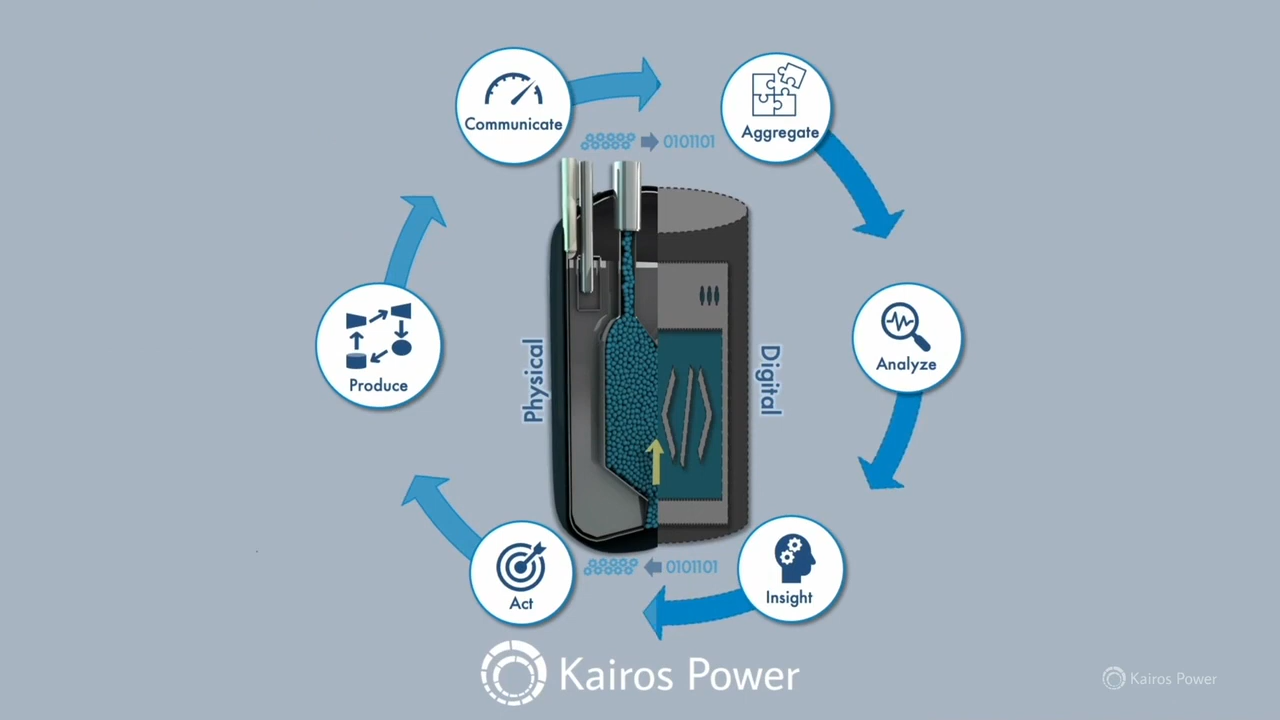 Communicate
Aggregate
0101101
Physical
Digital
Analyze
Produce
0101101
Act
Insight
Kairos Power
Kairos Power